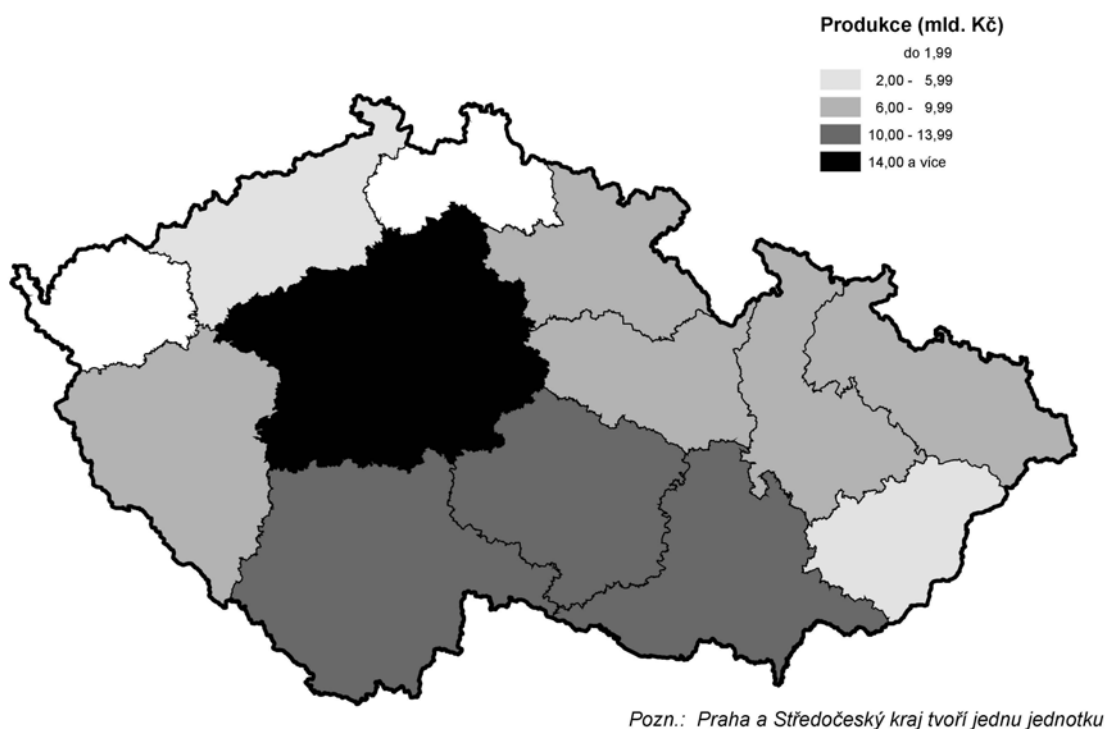 Produkce (mld. Kč)
do 1,99
2,00 - 5,99
6,00 - 9,99
10,00 - 13,99
14,00 a více
Pozn.: Praha a Středočeský kraj tvoří jednu jednotku